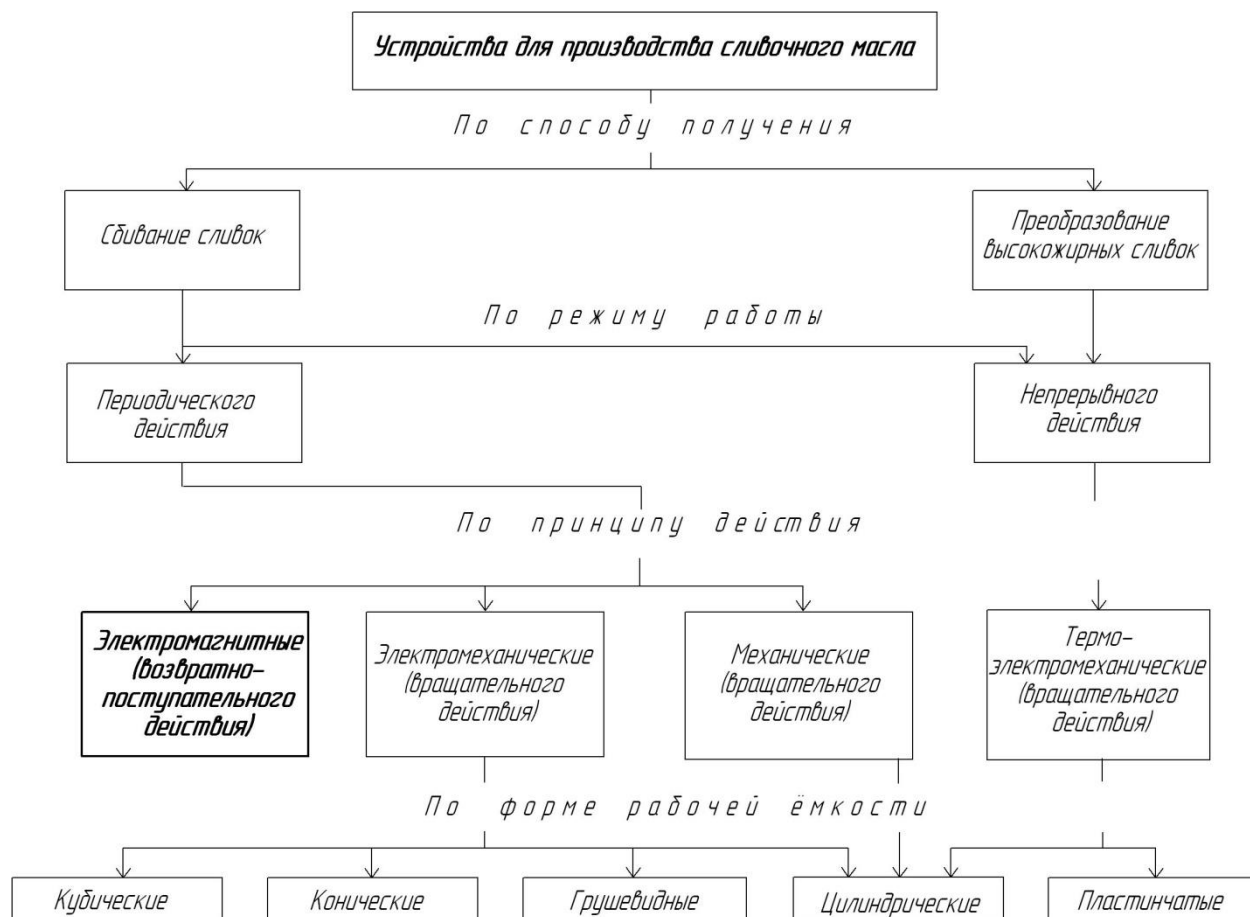 Устройства для производства сливочного масла
По способу получения
Сбивание сливок
Преобразование
высокожирных сливок
По режиму работы
Периодического
действия
Непрерывного
действия
По принципу действия
Электромагнитные
(возвратно-
поступательного
действия)
Электромеханические
(вращательного
действия)
Механические
(вращательного
действия)
Термо-
электромеханические
(вращательного
действия)
По форме рабочей ёмкости
Кубические
Конические
Грушевидные
Цилиндрические
Пластинчатые